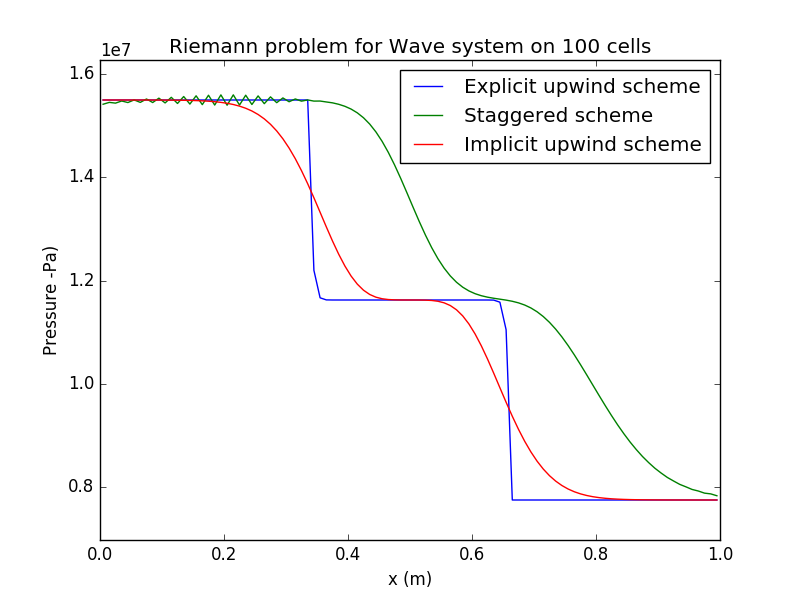 Riemann problem for Wave system on 100 cells
1e7
Explicit upwind scheme
Staggered scheme
Implicit upwind scheme
1.6
1.4
1.2
1.0
0.8
Pressure -Pa)
0.0 0.2 0.4 0.6 0.8 1.0
x (m)